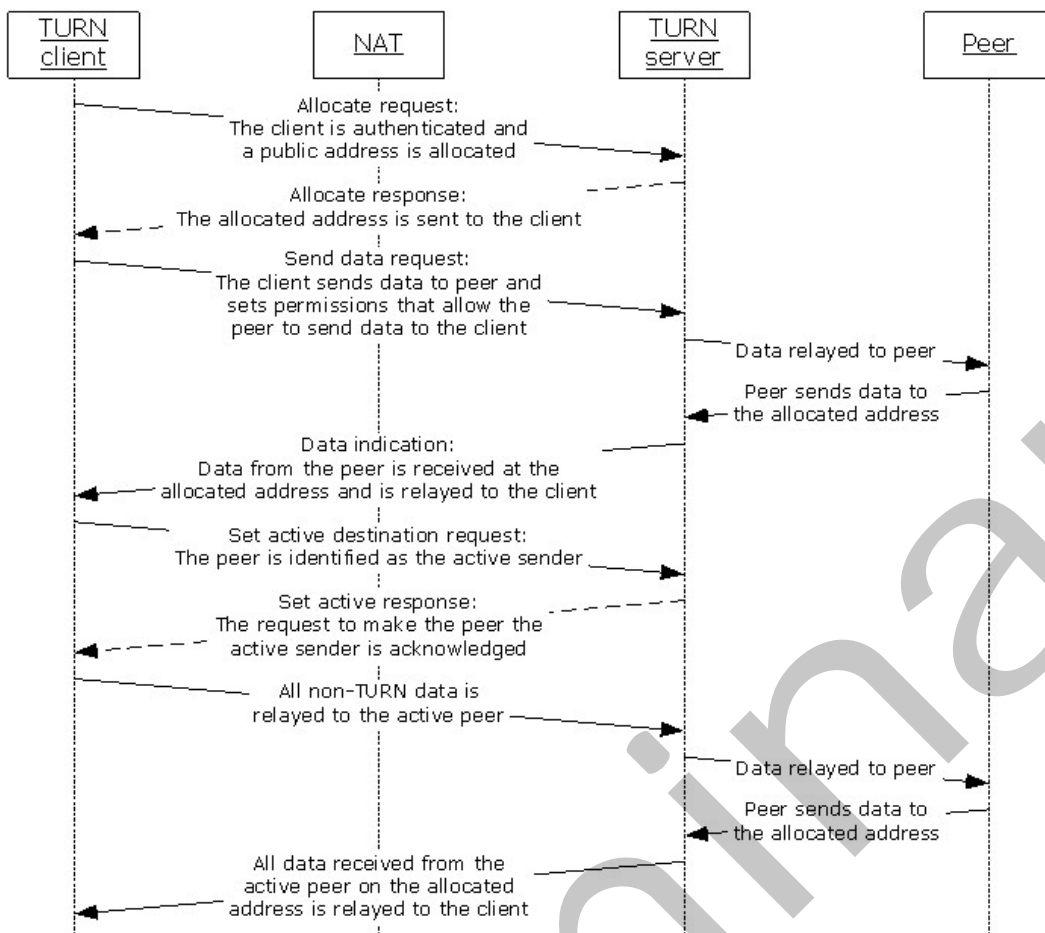 TURN
client
NAT
TURN
server
Peer
Allocate request:
The client is authenticated and
a public address is allocated
Allocate response:
The allocated address is sent to the client
Send data request:
The client sends data to peer and
sets permissions that allow the
peer to send data to the client
Data relayed to peer
Peer sends data to
the allocated address
Data indication:
Data from the peer is received at the
allocated address and is relayed to the client
Set active destination request:
The peer is identified as the active sender
Set active response:
The request to make the peer the
active sender is acknowledged
All non-TURN data is
relayed to the active peer
Data relayed to peer
Peer sends data to
the allocated address
All data received from the
active peer on the allocated
address is relayed to the client